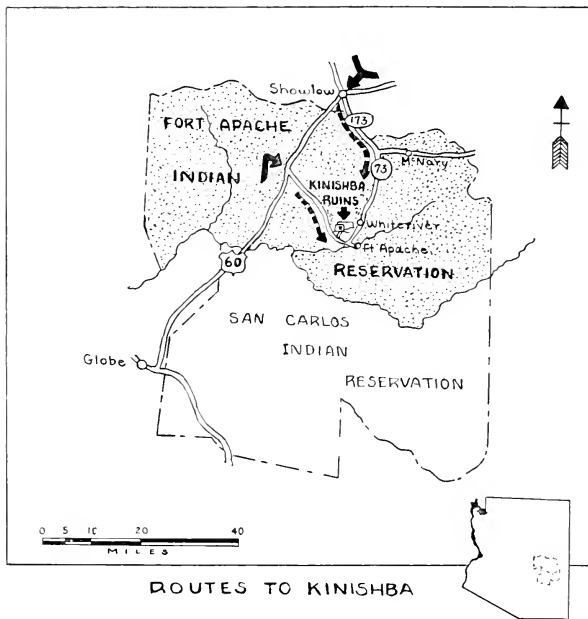 Showlow
173
FORT APACHE
McNary
73
INDIAN
KINISHBA
RUINS
Whiteriver
Ft Apache
RESERVATION
60
SAN CARLOS
INDIAN
Globe
RESERVATION
0 5 10 20 40
MILES
ROUTES TO KINISHBA